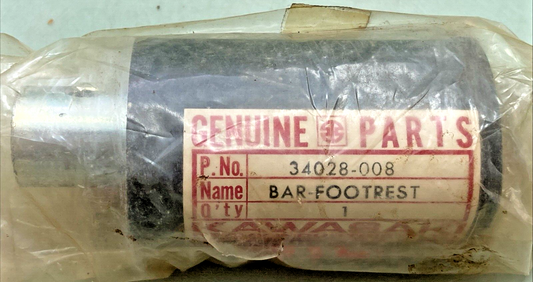 GENUINE PARTS
P.No. 34028-008
Name BAR-FOOTREST
Q'ty 1
KAWASAKI